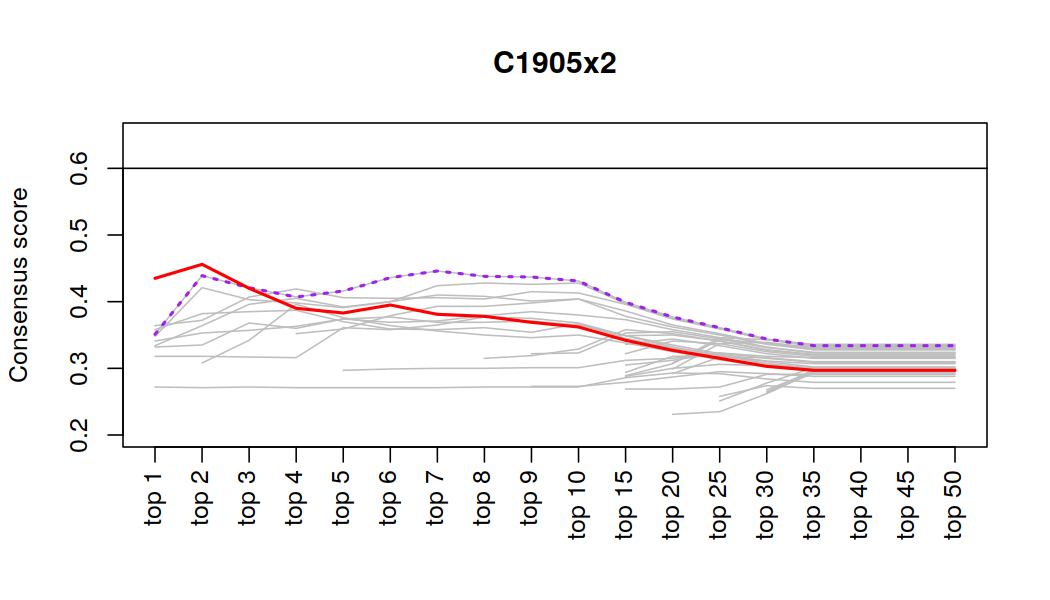 C1905x2
Consensus score
0.6
0.5
0.4
0.3
0.2
top 1
top 2
top 3
top 4
top 5
top 6
top 7
top 8
top 9
top 10
top 15
top 20
top 25
top 30
top 35
top 40
top 45
top 50